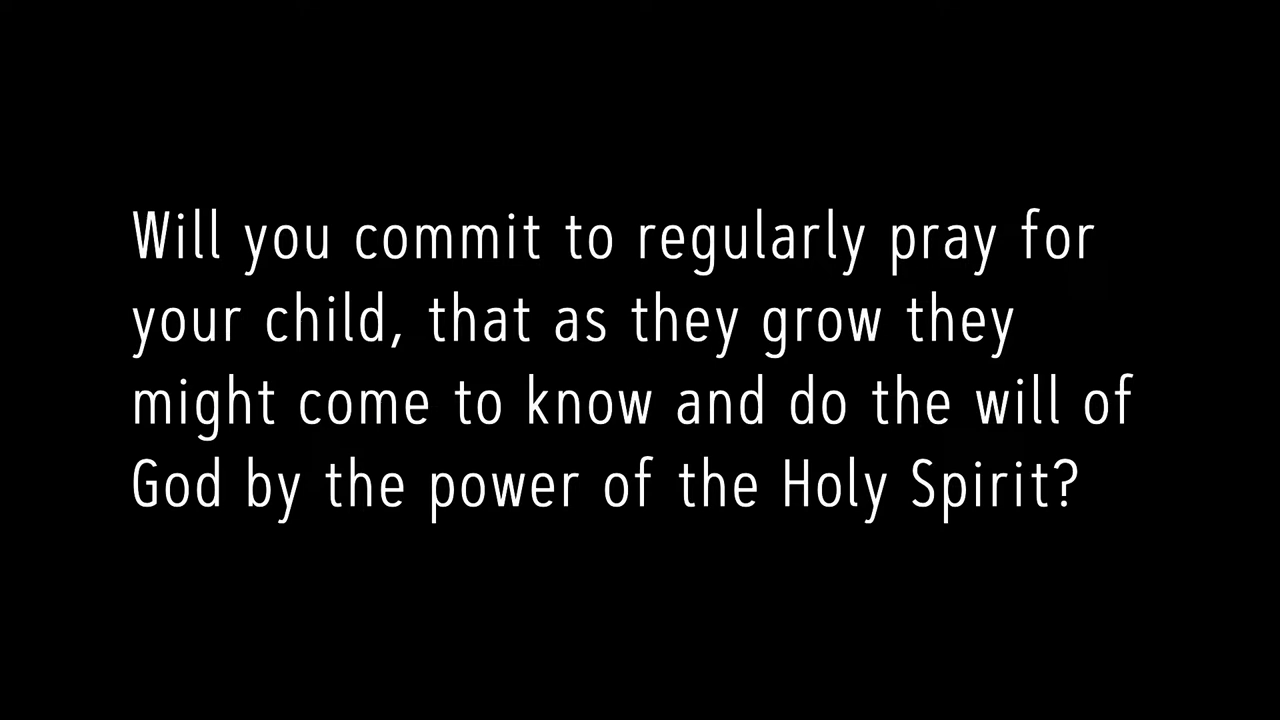 Will you commit to regularly pray for
your child, that as they grow they
might come to know and do the will of
God by the power of the Holy Spirit?